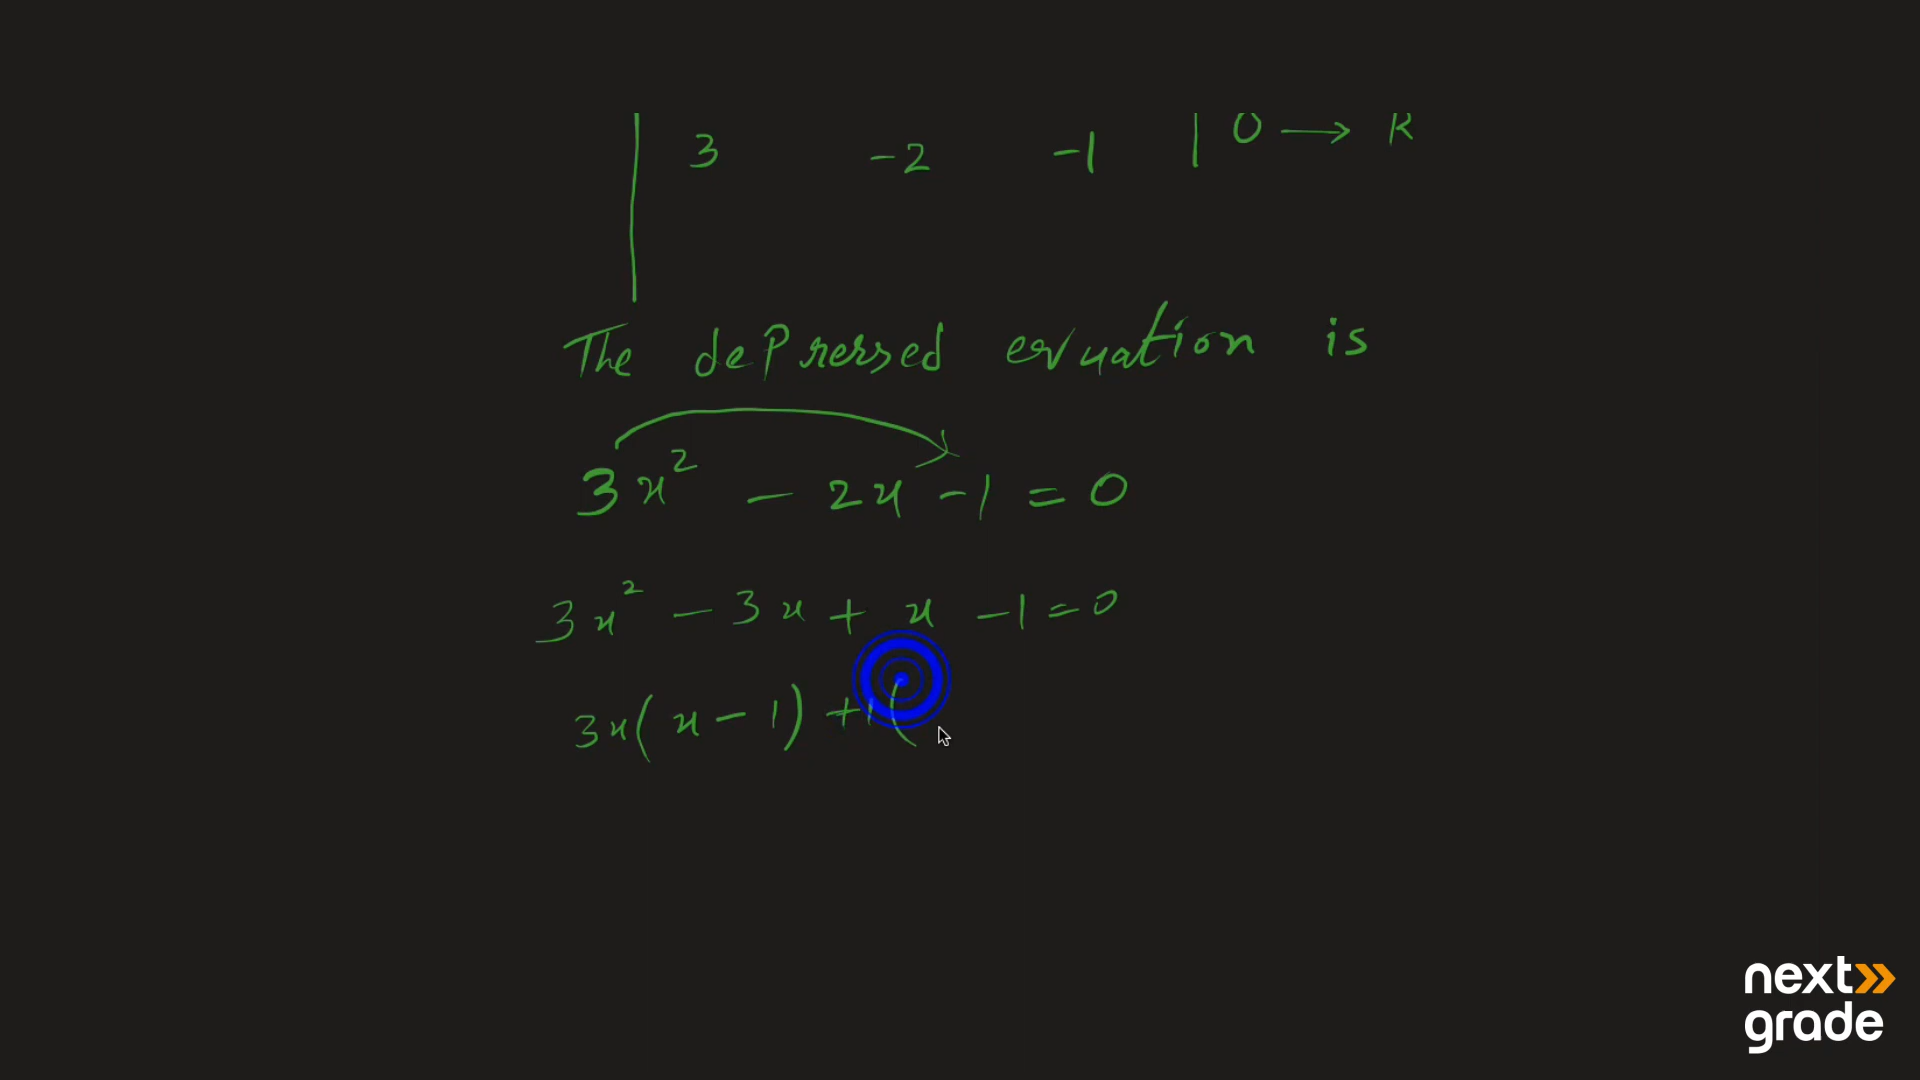 3 -2 -1 | 0 → R
The depressed equation is
3x² - 2x - 1 = 0
3x² - 3x + x - 1 = 0
3x(x - 1) + 1(
next
grade